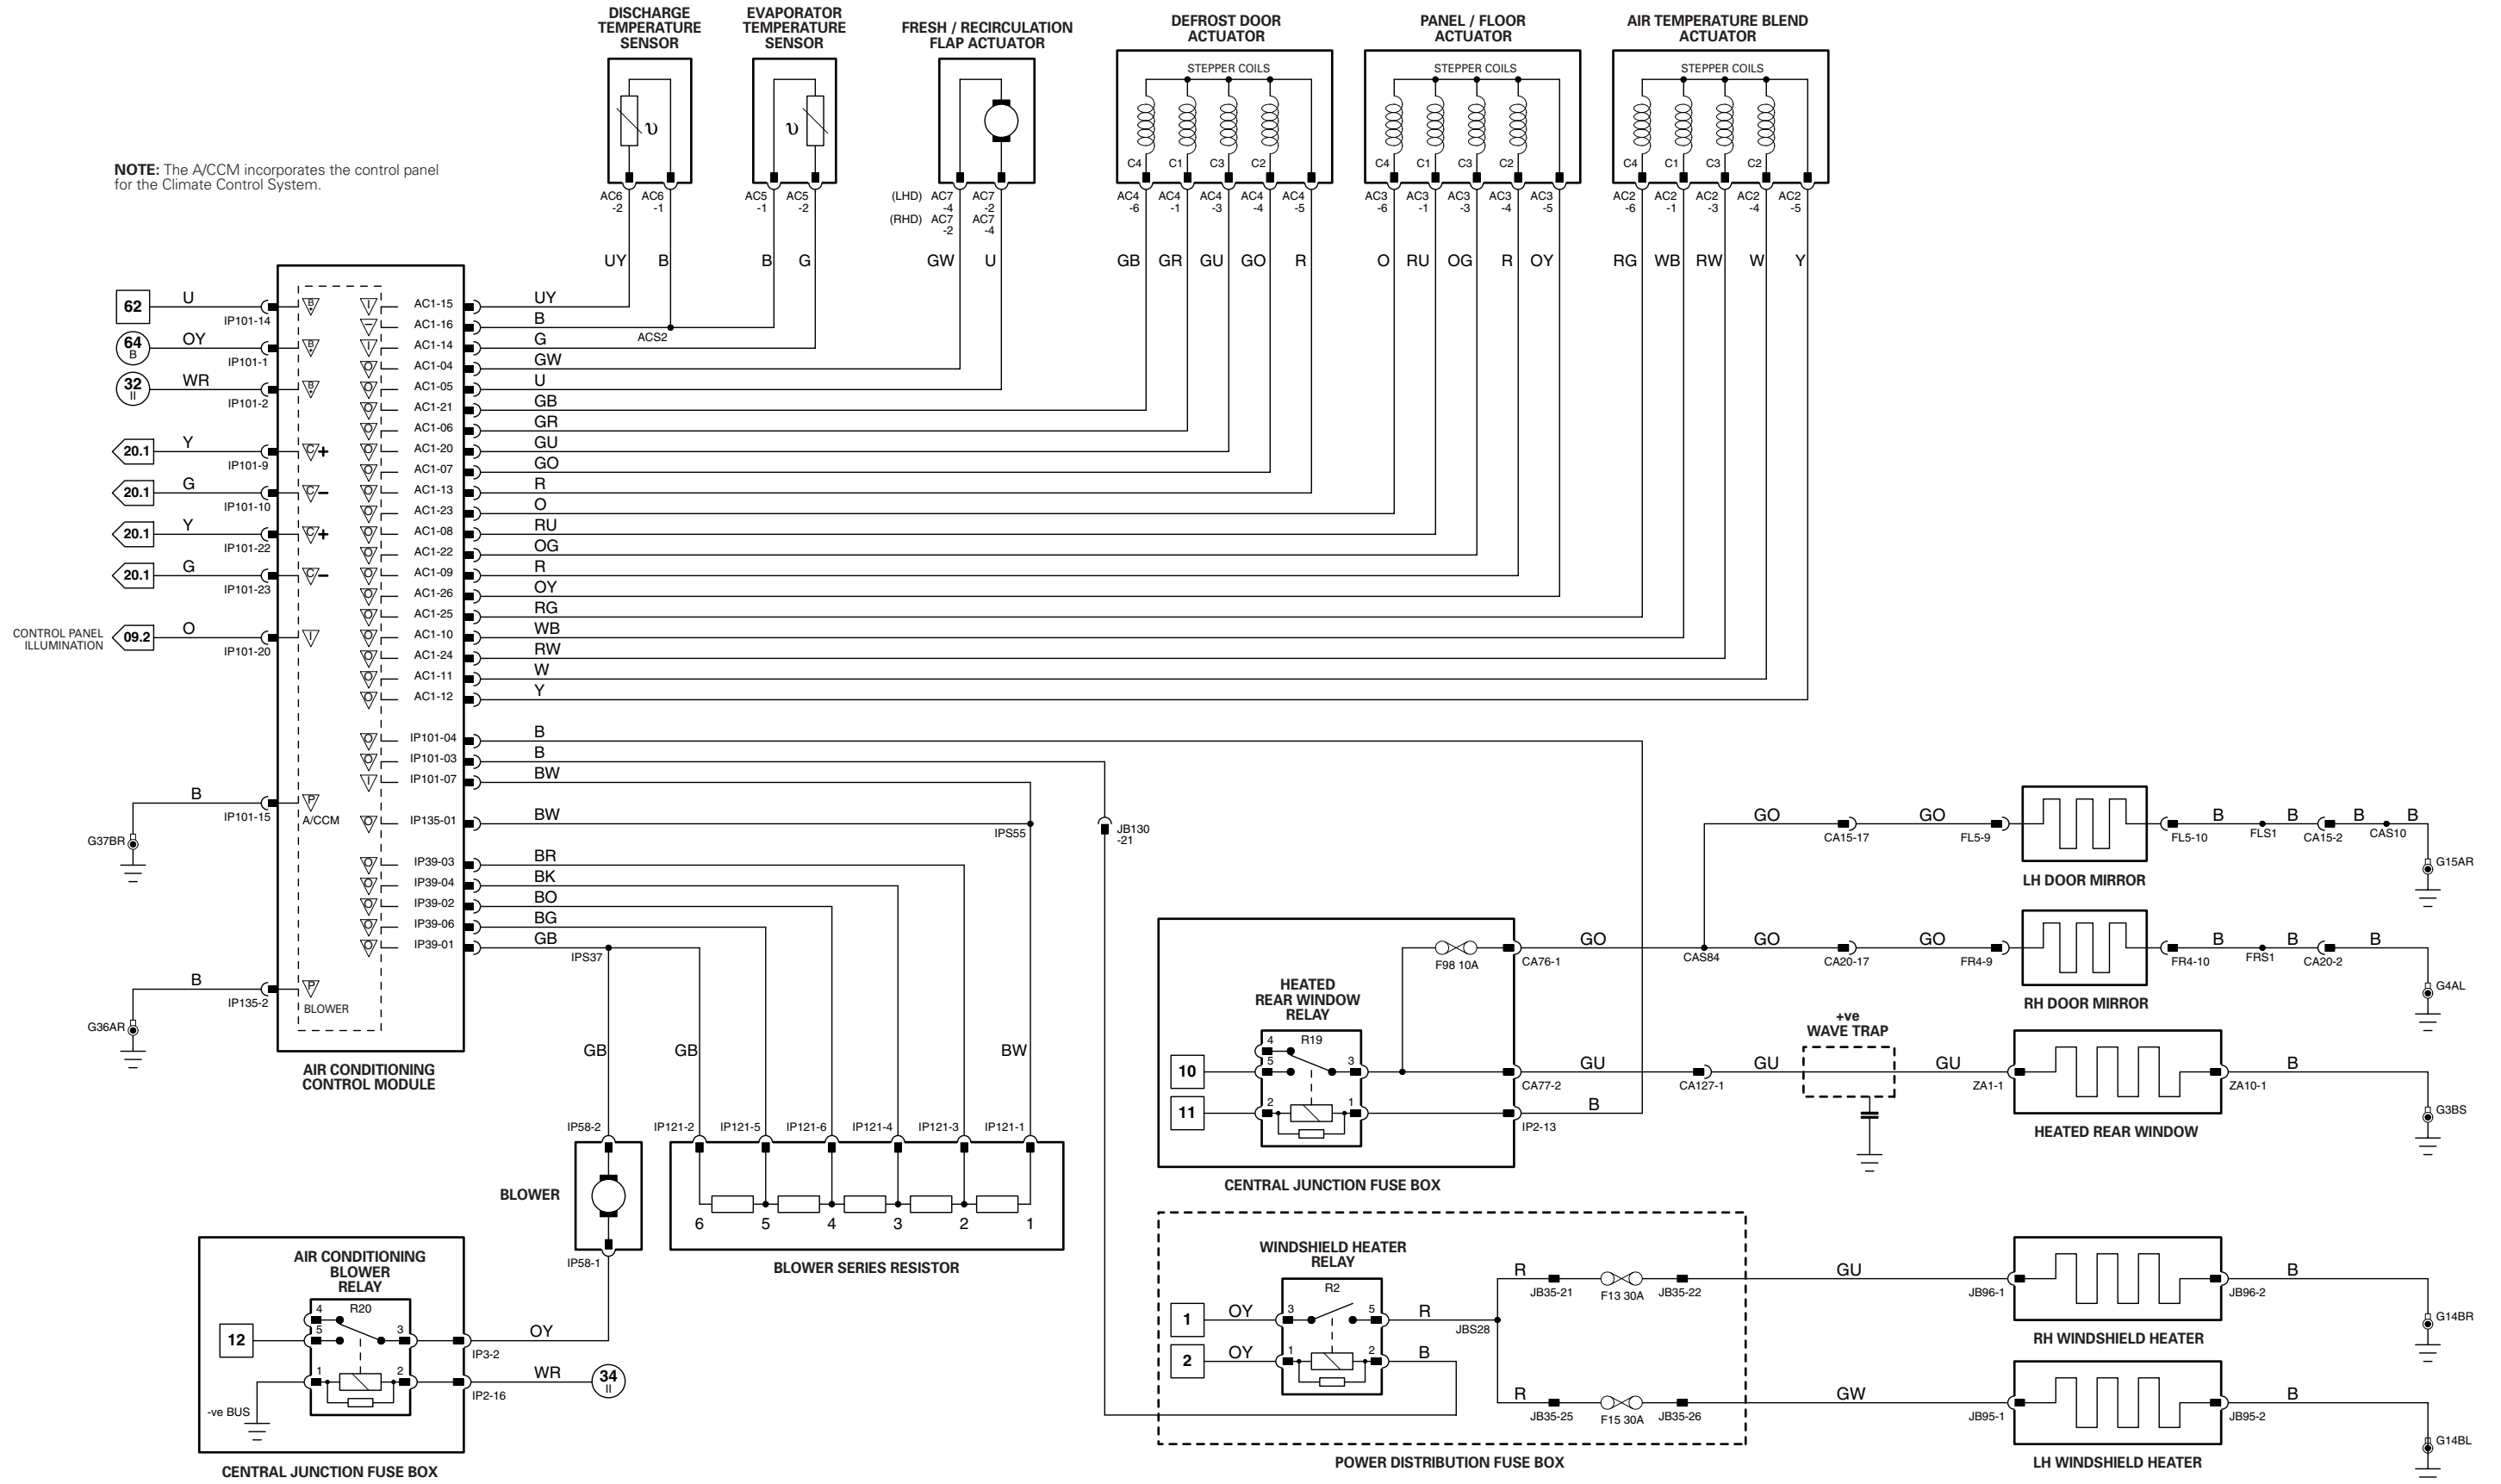 DISCHARGE
TEMPERATURE
SENSOR
EVAPORATOR
TEMPERATURE
SENSOR
FRESH / RECIRCULATION
FLAP ACTUATOR
DEFROST DOOR
ACTUATOR
PANEL / FLOOR
ACTUATOR
AIR TEMPERATURE BLEND
ACTUATOR
STEPPER COILS
STEPPER COILS
STEPPER COILS
υ
υ
C4 C1 C3 C2
C4 C1 C3 C2
C4 C1 C3 C2
NOTE: The A/CCM incorporates the control panel
for the Climate Control System.
AC6
-2
AC6
-1
AC5
-1
AC5
-2
(LHD) AC7
-4
AC7
-2
(RHD) AC7
-2
AC7
-4
AC4
-6
AC4
-1
AC4
-3
AC4
-4
AC4
-5
AC3
-6
AC3
-1
AC3
-3
AC3
-4
AC3
-5
AC2
-6
AC2
-1
AC2
-3
AC2
-4
AC2
-5
UY B B G GW U GB GR GU GO R O RU OG R OY RG WB RW W Y
62 U IP101-14 B+
64 B OY IP101-1 B+
32 II WR IP101-2 B+
20.1 Y IP101-9 C +
20.1 G IP101-10 C –
20.1 Y IP101-22 C +
20.1 G IP101-23 C –
CONTROL PANEL
ILLUMINATION
09.2 O IP101-20 I
I AC1-15 UY
– AC1-16 B
ACS2
I AC1-14 G
O AC1-04 GW
O AC1-05 U
O AC1-21 GB
O AC1-06 GR
O AC1-20 GU
O AC1-07 GO
O AC1-13 R
O AC1-23 O
O AC1-08 RU
O AC1-22 OG
O AC1-09 R
O AC1-26 OY
O AC1-25 RG
O AC1-10 WB
O AC1-24 RW
O AC1-11 W
O AC1-12 Y
O IP101-04 B
O IP101-03 B
I IP101-07 BW
O IP135-01 BW
IPS55
O IP39-03 BR
O IP39-04 BK
O IP39-02 BO
O IP39-06 BG
O IP39-01 GB
IPS37
B IP101-15 P
A/CCM
G37BR
B IP135-2 P
BLOWER
G36AR
AIR CONDITIONING
CONTROL MODULE
JB130
-21
GB GB BW
IP58-2 IP121-2 IP121-5 IP121-6 IP121-4 IP121-3 IP121-1
BLOWER
IP58-1
6 5 4 3 2 1
BLOWER SERIES RESISTOR
AIR CONDITIONING
BLOWER
RELAY
R20
4
5
3
1
2
12
IP3-2
OY
IP2-16
WR
34
II
-ve BUS
CENTRAL JUNCTION FUSE BOX
HEATED
REAR WINDOW
RELAY
R19
4
5
3
2
1
10
11
F98 10A
CA76-1
GO
CAS84
CA77-2
GU
CA127-1
GU
IP2-13
B
CENTRAL JUNCTION FUSE BOX
GO CA15-17 GO FL5-9
LH DOOR MIRROR
FL5-10 B FLS1 B CA15-2 B CAS10 B
G15AR
GO CA20-17 GO FR4-9
RH DOOR MIRROR
FR4-10 B FRS1 B CA20-2 B
G4AL
+ve
WAVE TRAP
GU ZA1-1
HEATED REAR WINDOW
ZA10-1 B
G3BS
WINDSHIELD HEATER
RELAY
R2
1 OY 3 5 R JBS28
2 OY 1 2 B
R JB35-21 F13 30A JB35-22 GU JB96-1
RH WINDSHIELD HEATER
JB96-2 B
G14BR
R JB35-25 F15 30A JB35-26 GW JB95-1
LH WINDSHIELD HEATER
JB95-2 B
G14BL
POWER DISTRIBUTION FUSE BOX